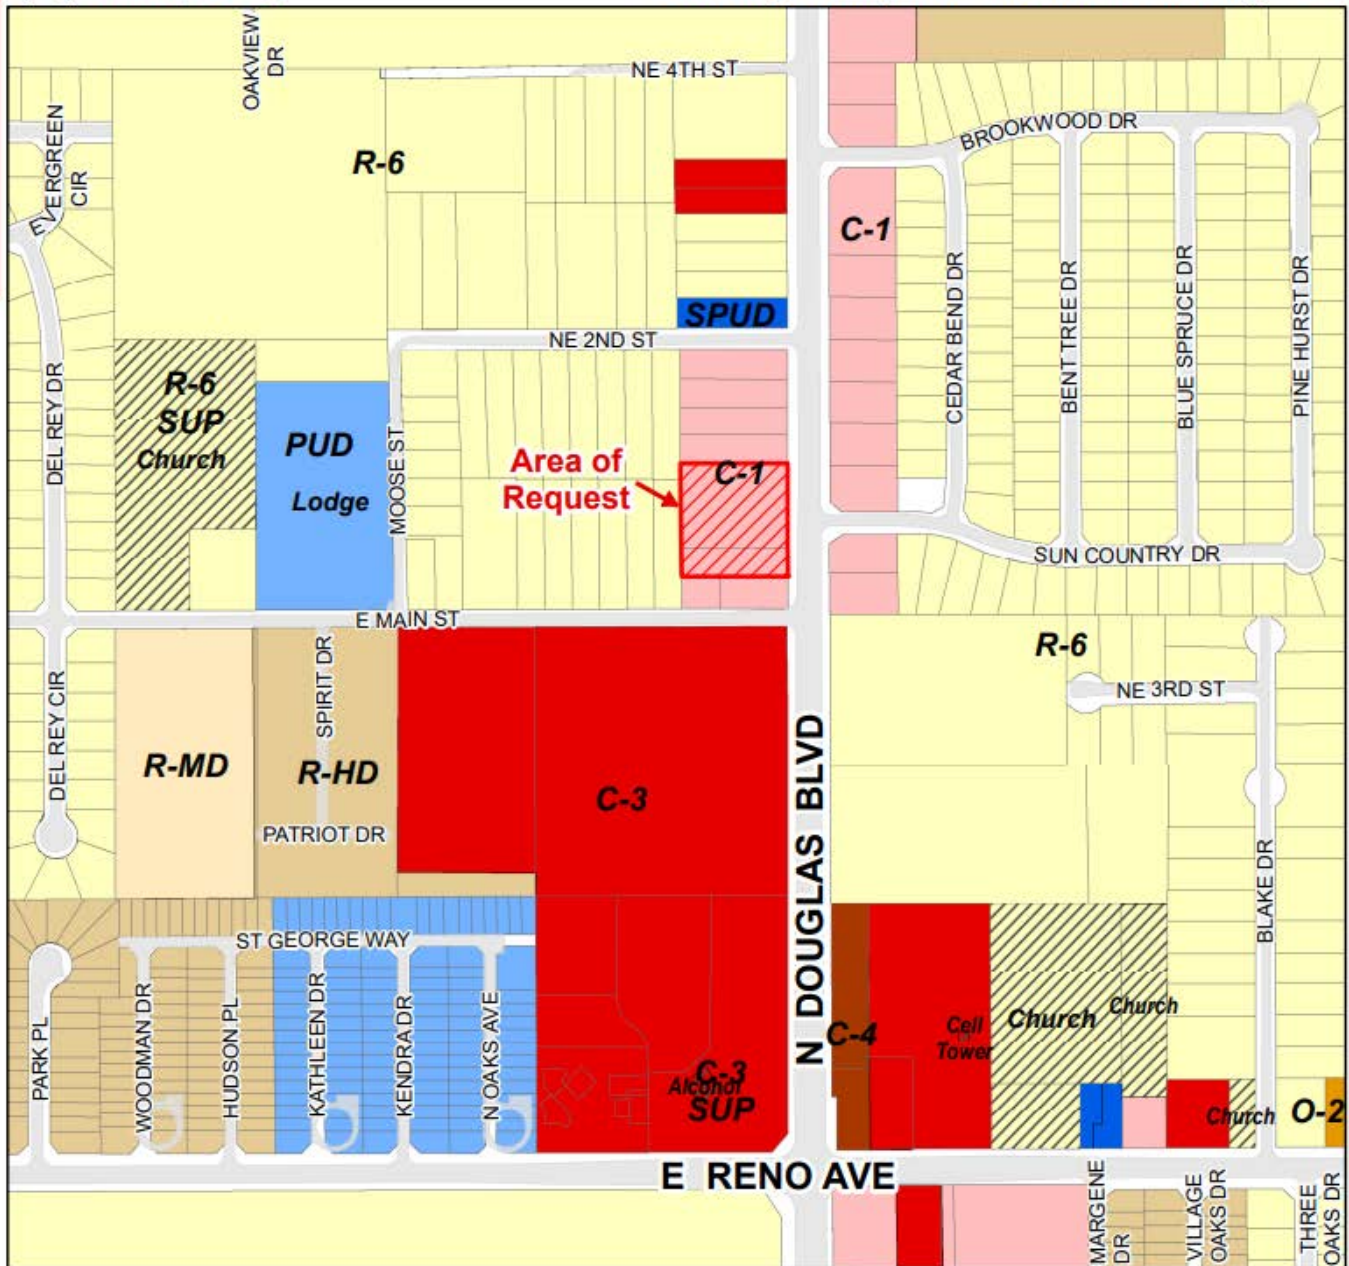 OAKVIEW
DR
NE 4TH ST
EVERGREEN
CIR
BROOKWOOD DR
R-6
C-1
SPUD
NE 2ND ST
DEL REY DR
R-6
SUP
Church
PUD
Lodge
MOOSE ST
Area of
Request
C-1
CEDAR BEND DR
BENT TREE DR
BLUE SPRUCE DR
PINE HURST DR
SUN COUNTRY DR
E MAIN ST
DEL REY CIR
SPIRIT DR
R-MD
R-HD
C-3
PATRIOT DR
N DOUGLAS BLVD
R-6
NE 3RD ST
BLAKE DR
ST GEORGE WAY
PARK PL
WOODMAN DR
HUDSON PL
KATHLEEN DR
KENDRA DR
N OAKS AVE
C-3
Alcohol
SUP
C-4
Cell
Tower
Church
Church
Church
O-2
E RENO AVE
MARGENE
DR
VILLAGE
OAKS DR
THREE
OAKS DR